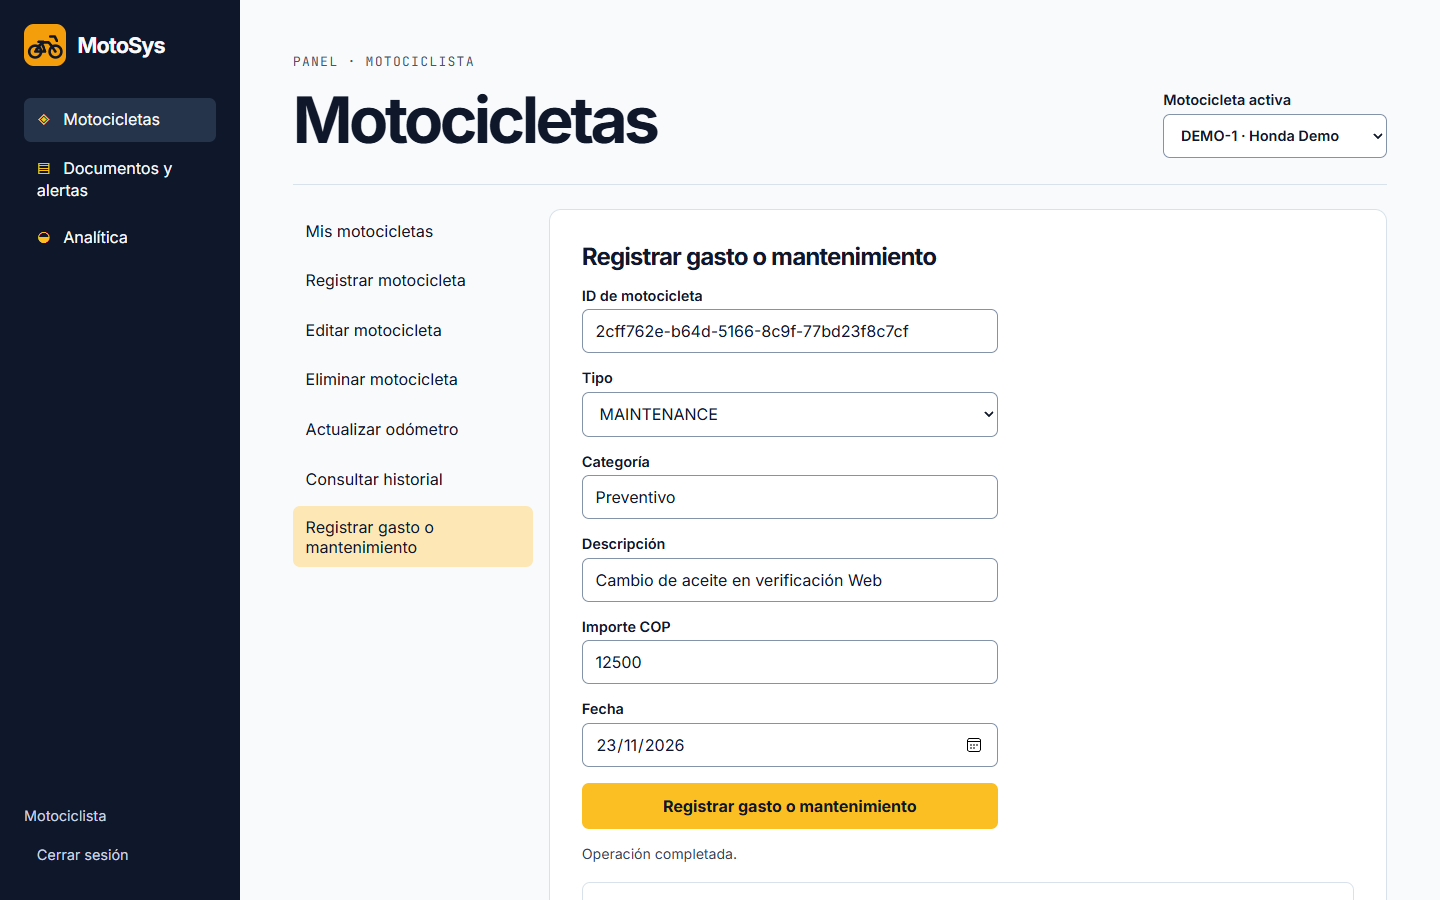 MotoSys
Motocicletas
Documentos y
alertas
Analítica
Motociclista
Cerrar sesión
PANEL · MOTOCICLISTA
Motocicletas
Motocicleta activa
DEMO-1 · Honda Demo
Mis motocicletas
Registrar motocicleta
Editar motocicleta
Eliminar motocicleta
Actualizar odómetro
Consultar historial
Registrar gasto o
mantenimiento
Registrar gasto o mantenimiento
ID de motocicleta
2cff762e-b64d-5166-8c9f-77bd23f8c7cf
Tipo
MAINTENANCE
Categoría
Preventivo
Descripción
Cambio de aceite en verificación Web
Importe COP
12500
Fecha
23/11/2026
Registrar gasto o mantenimiento
Operación completada.